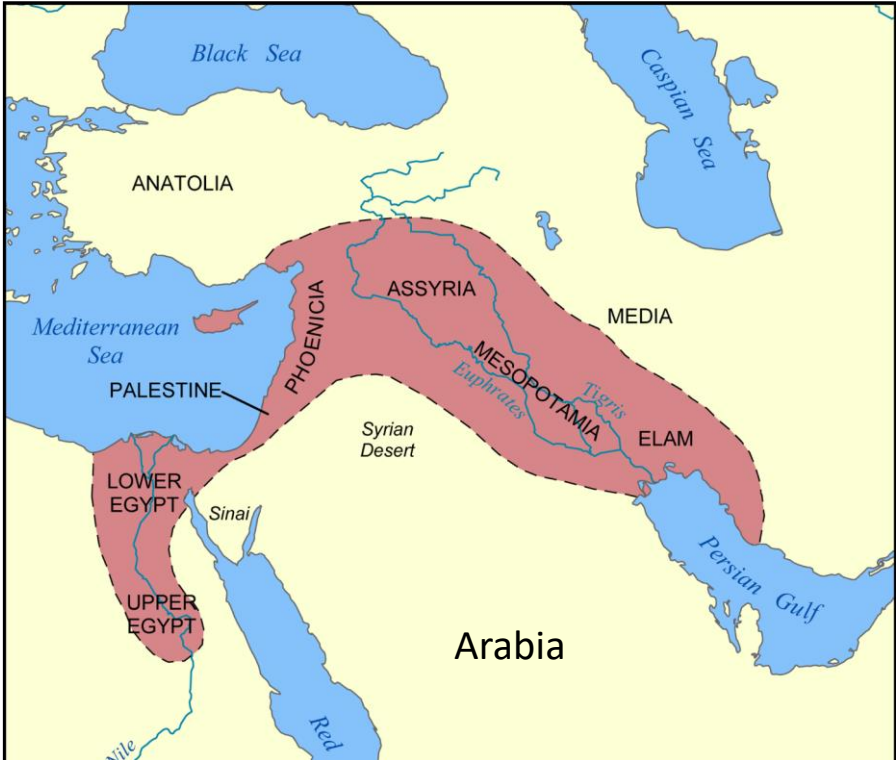 Black Sea
Caspian
Sea
ANATOLIA
ASSYRIA
PHOENICIA
MEDIA
Mediterranean
Sea
MESOPOTAMIA
PALESTINE
Euphrates
Tigris
Syrian
Desert
ELAM
LOWER
EGYPT
Sinai
Persian Gulf
UPPER
EGYPT
Arabia
Red
Nile